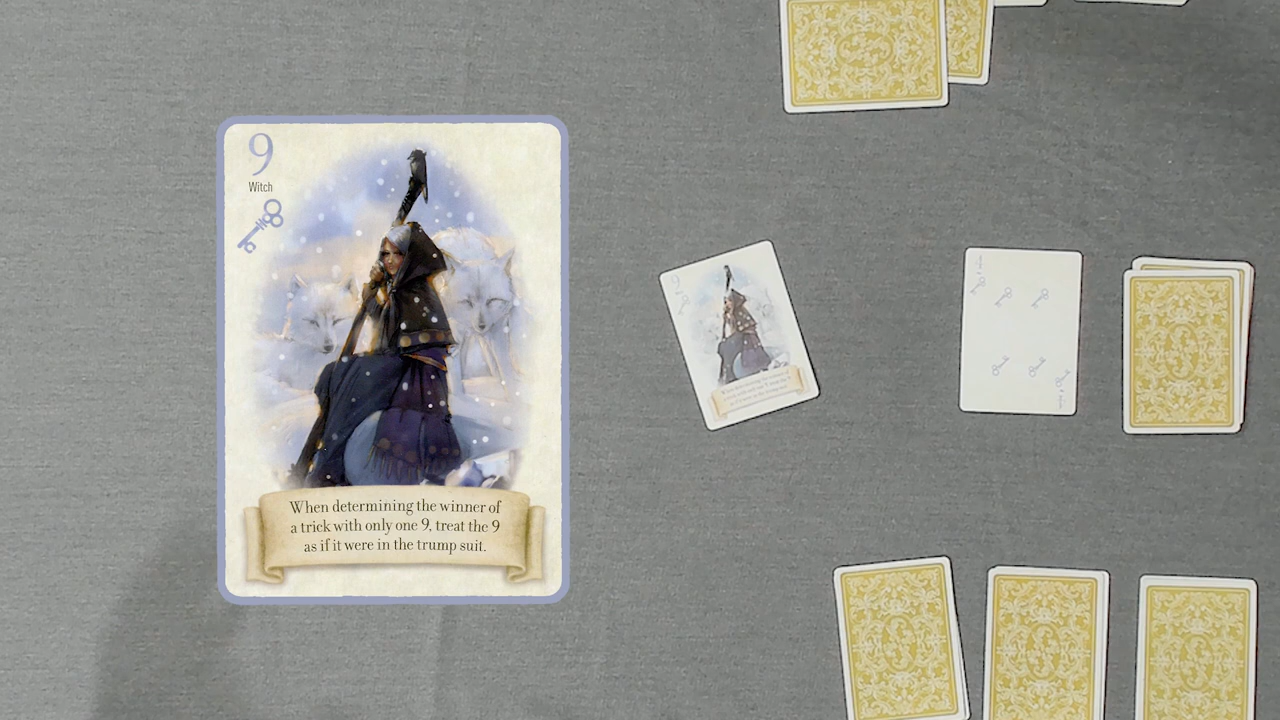 9
Witch
When determining the winner of
a trick with only one 9, treat the 9
as if it were in the trump suit.
9